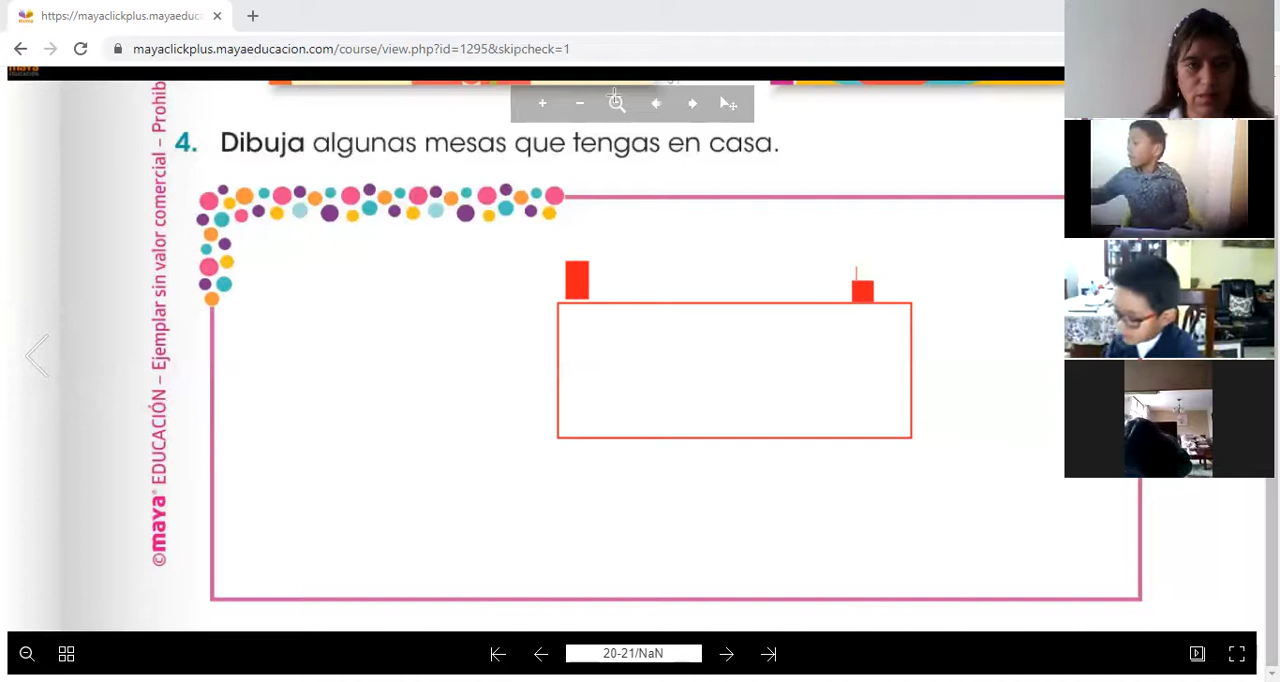 https://mayaclickplus.mayaeduca
mayaclickplus.mayaeducacion.com/course/view.php?id=1295&skipcheck=1
4. Dibuja algunas mesas que tengas en casa.
©maya® EDUCACIÓN – Ejemplar sin valor comercial – Prohib
20-21/NaN